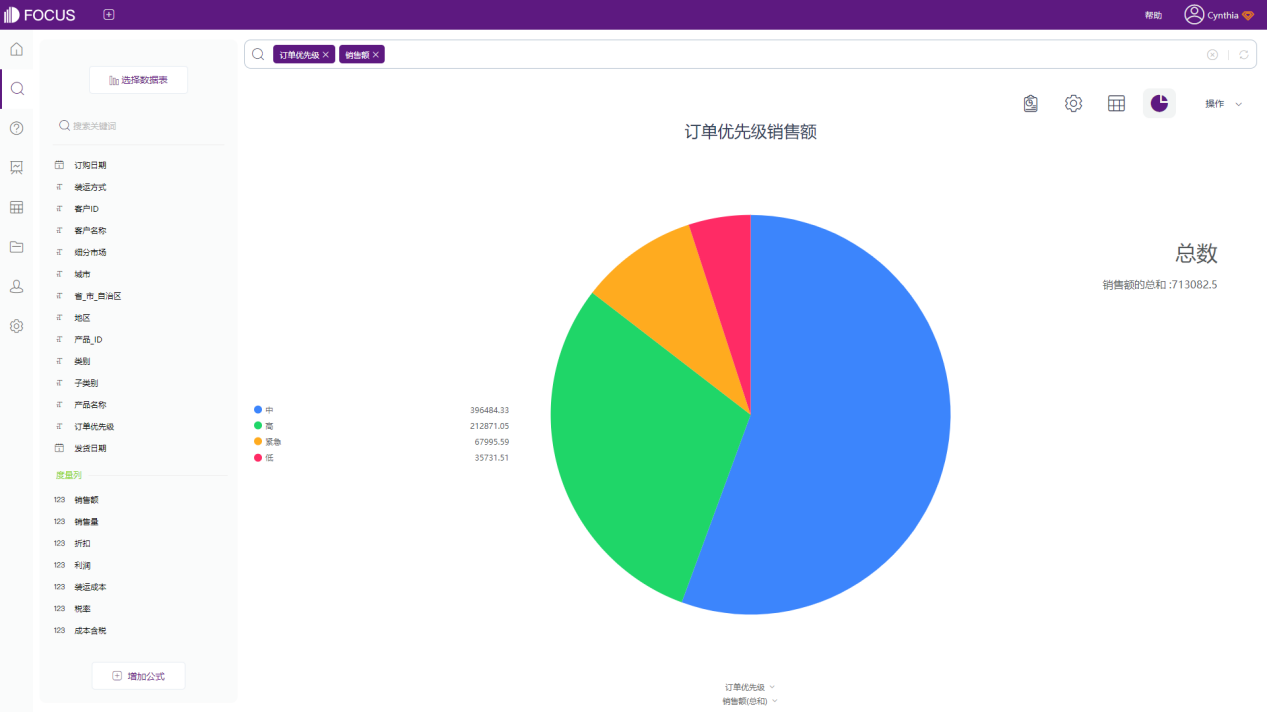 FOCUS
帮助
Cynthia
订单优先级
销售额
选择数据表
搜索关键词
操作
订单优先级销售额
订购日期
装运方式
客户ID
客户名称
细分市场
城市
省_市_自治区
地区
产品_ID
类别
子类别
产品名称
订单优先级
发货日期
度量列
123 销售额
123 销售量
123 折扣
123 利润
123 装运成本
123 税率
123 成本含税
增加公式
中 396484.33
高 212871.05
紧急 67995.59
低 35731.51
总数
销售额的总和 :713082.5
订单优先级
销售额(总和)